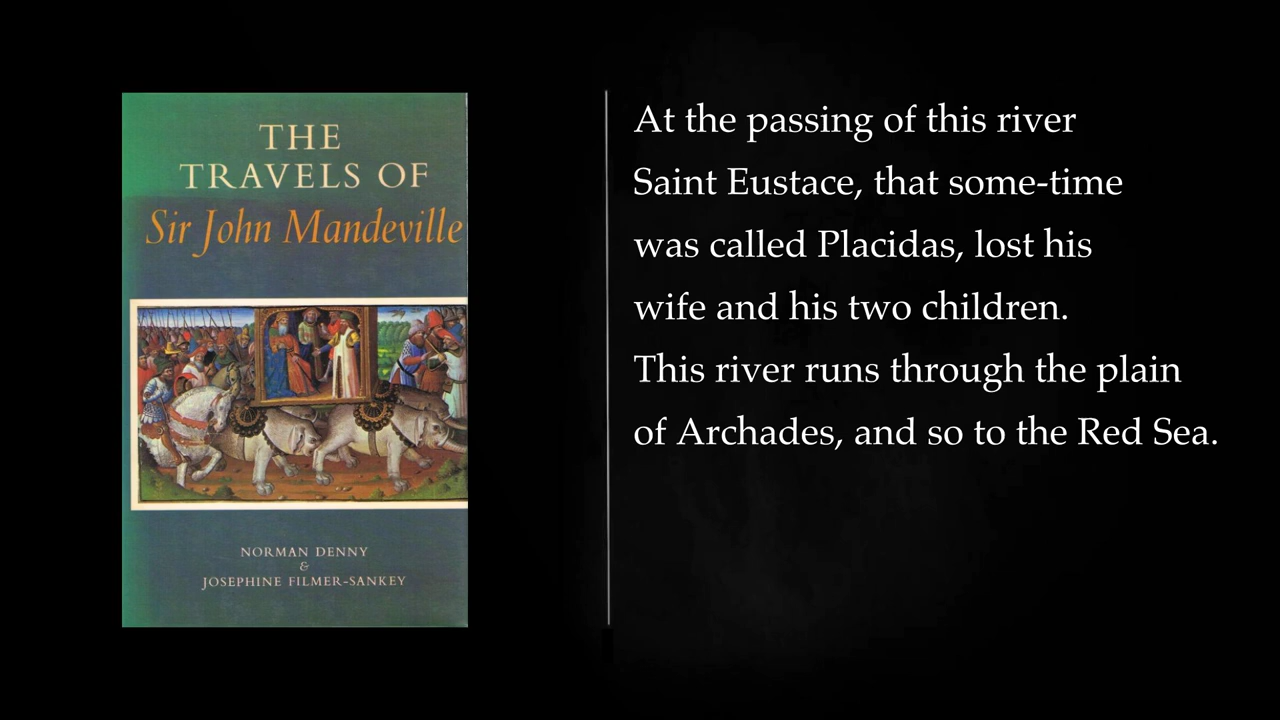 THE
TRAVELS OF
Sir John Mandeville
NORMAN DENNY
&
JOSEPHINE FILMER-SANKEY
At the passing of this river
Saint Eustace, that some-time
was called Placidas, lost his
wife and his two children.
This river runs through the plain
of Archades, and so to the Red Sea.